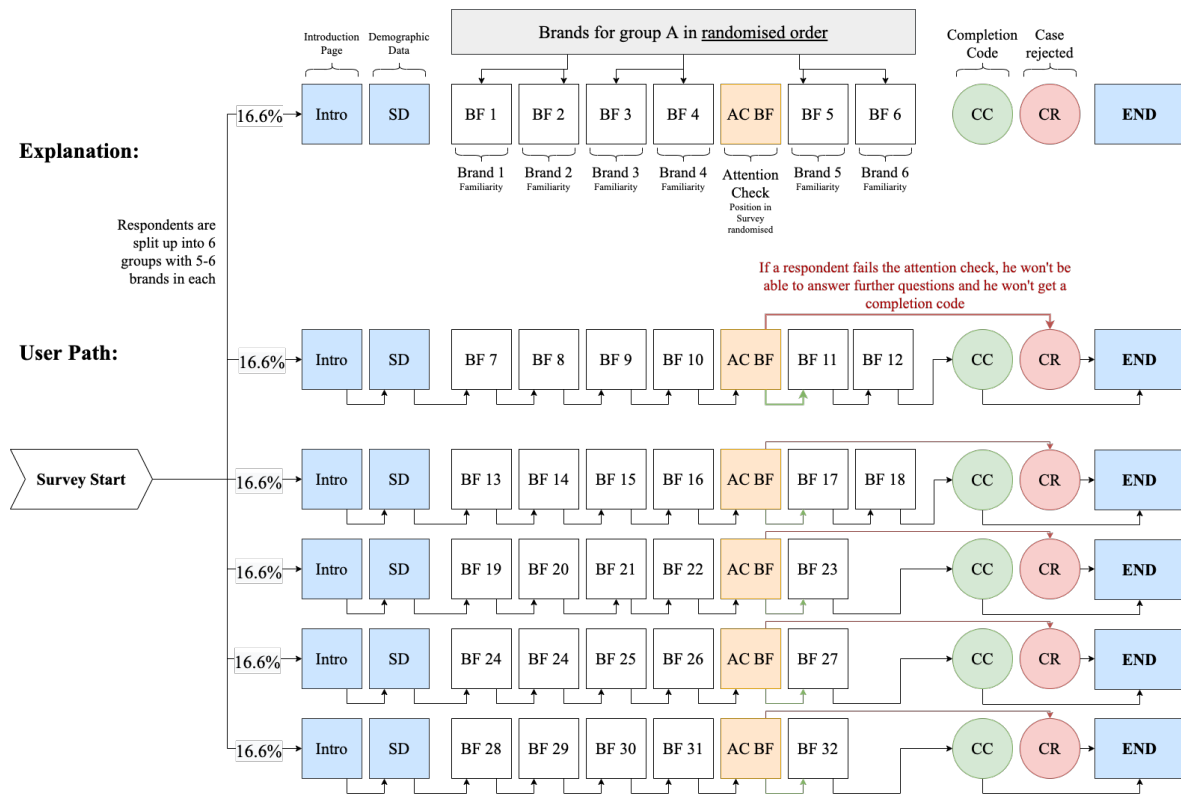 Brands for group A in randomised order
Introduction
Page
Demographic
Data
Completion
Code
Case
rejected
16.6%
Intro
SD
BF 1
BF 2
BF 3
BF 4
AC BF
BF 5
BF 6
CC
CR
END
Explanation:
Brand 1
Familiarity
Brand 2
Familiarity
Brand 3
Familiarity
Brand 4
Familiarity
Attention
Check
Position in
Survey
randomised
Brand 5
Familiarity
Brand 6
Familiarity
Respondents are
split up into 6
groups with 5-6
brands in each
If a respondent fails the attention check, he won't be
able to answer further questions and he won't get a
completion code
User Path:
16.6%
Intro
SD
BF 7
BF 8
BF 9
BF 10
AC BF
BF 11
BF 12
CC
CR
END
Survey Start
16.6%
Intro
SD
BF 13
BF 14
BF 15
BF 16
AC BF
BF 17
BF 18
CC
CR
END
16.6%
Intro
SD
BF 19
BF 20
BF 21
BF 22
AC BF
BF 23
CC
CR
END
16.6%
Intro
SD
BF 24
BF 24
BF 25
BF 26
AC BF
BF 27
CC
CR
END
16.6%
Intro
SD
BF 28
BF 29
BF 30
BF 31
AC BF
BF 32
CC
CR
END